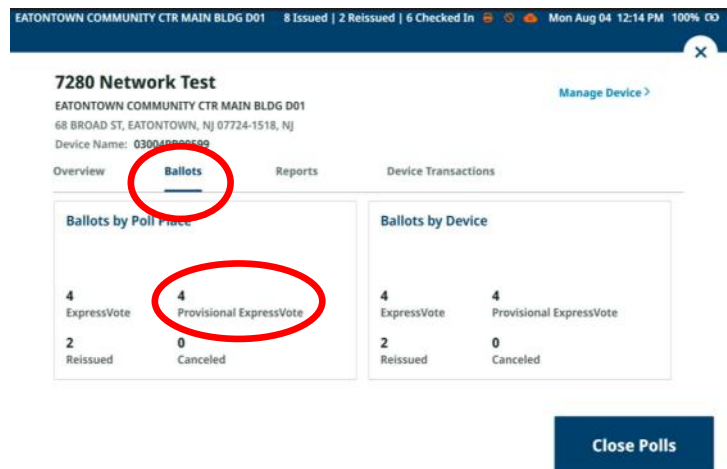 EATONTOWN COMMUNITY CTR MAIN BLDG D01 8 Issued | 2 Reissued | 6 Checked In Mon Aug 04 12:14 PM 100%
7280 Network Test
Manage Device >
EATONTOWN COMMUNITY CTR MAIN BLDG D01
68 BROAD ST, EATONTOWN, NJ 07724-1518, NJ
Device Name:
Overview Ballots Reports Device Transactions
Ballots by Poll Place Ballots by Device
4 4 4 4
ExpressVote Provisional ExpressVote ExpressVote Provisional ExpressVote
2 0 2 0
Reissued Canceled Reissued Canceled
Close Polls